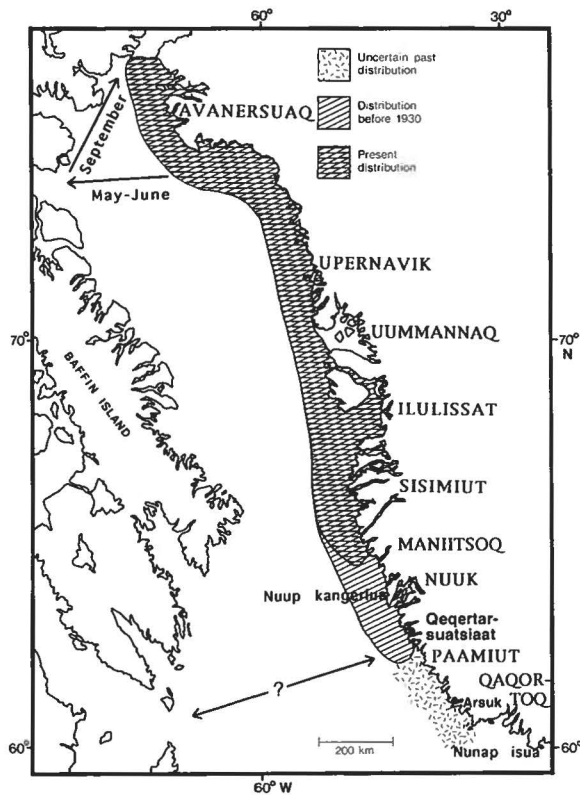 60°
30°
Uncertain past
distribution
Distribution
before 1930
Present
distribution
AVANERSUAQ
September
May-June
UPERNAVIK
UUMMANNAQ
70°
70°
N
BAFFIN ISLAND
ILULISSAT
SISIMIUT
MANIITSOQ
NUUK
Nuup kangerlua
Qeqertar-
suatsiaat
PAAMIUT
?
QAQOR-
TOQ
Arsuk
200 km
Nunap isua
60°
60°
60° W